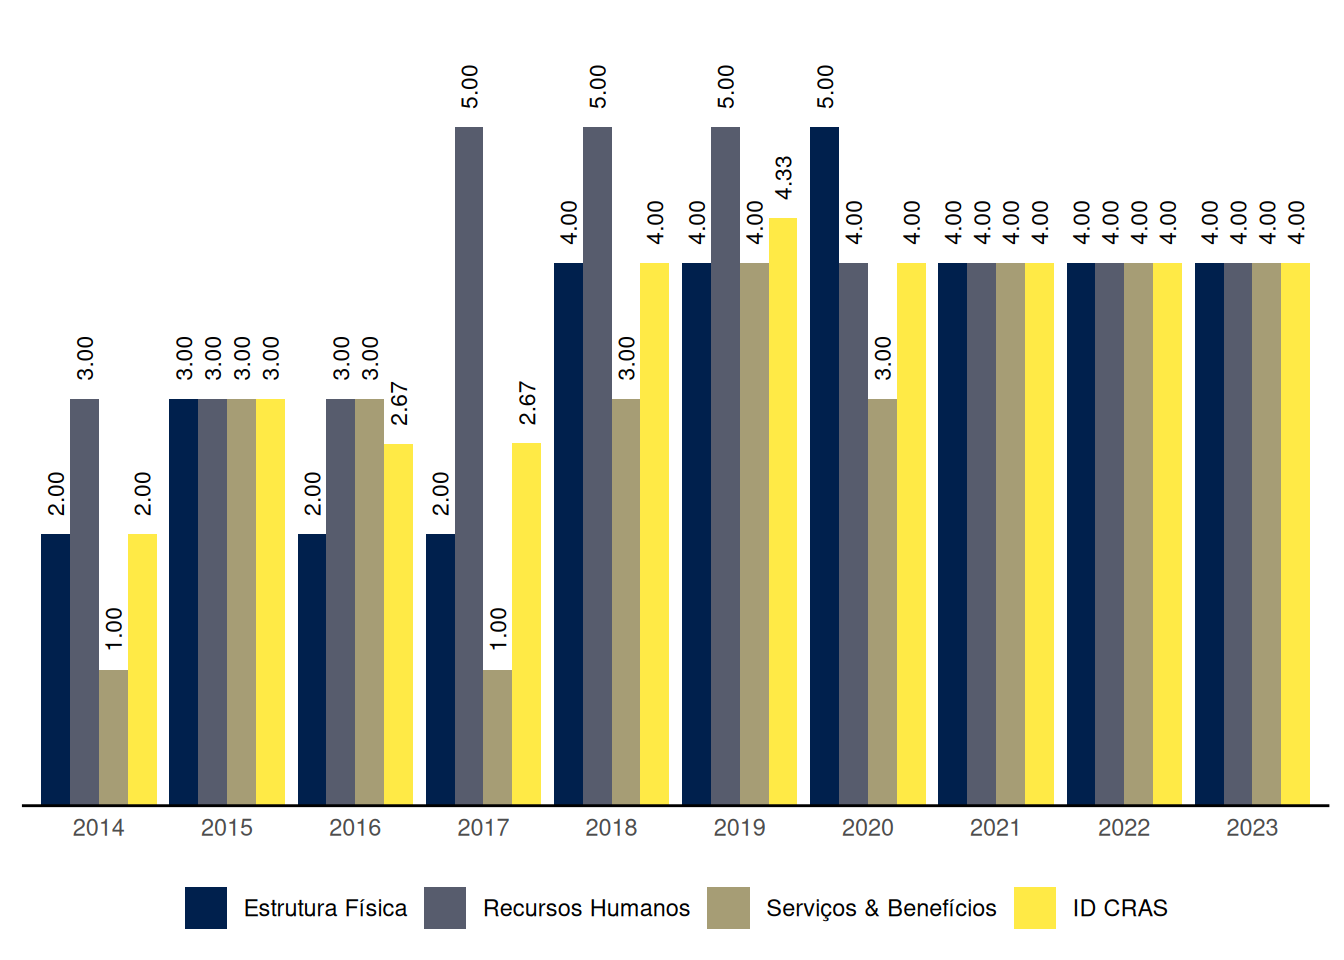 5.00 5.00 5.00 5.00
4.33
4.00 4.00 4.00 4.00 4.00 4.00 4.00 4.00 4.00 4.00 4.00 4.00 4.00 4.00 4.00 4.00 4.00 4.00 4.00
3.00 3.00 3.00 3.00 3.00 3.00 3.00 3.00 3.00
2.67 2.67
2.00 2.00 2.00 2.00
1.00 1.00
2014 2015 2016 2017 2018 2019 2020 2021 2022 2023
Estrutura Física Recursos Humanos Serviços & Benefícios ID CRAS